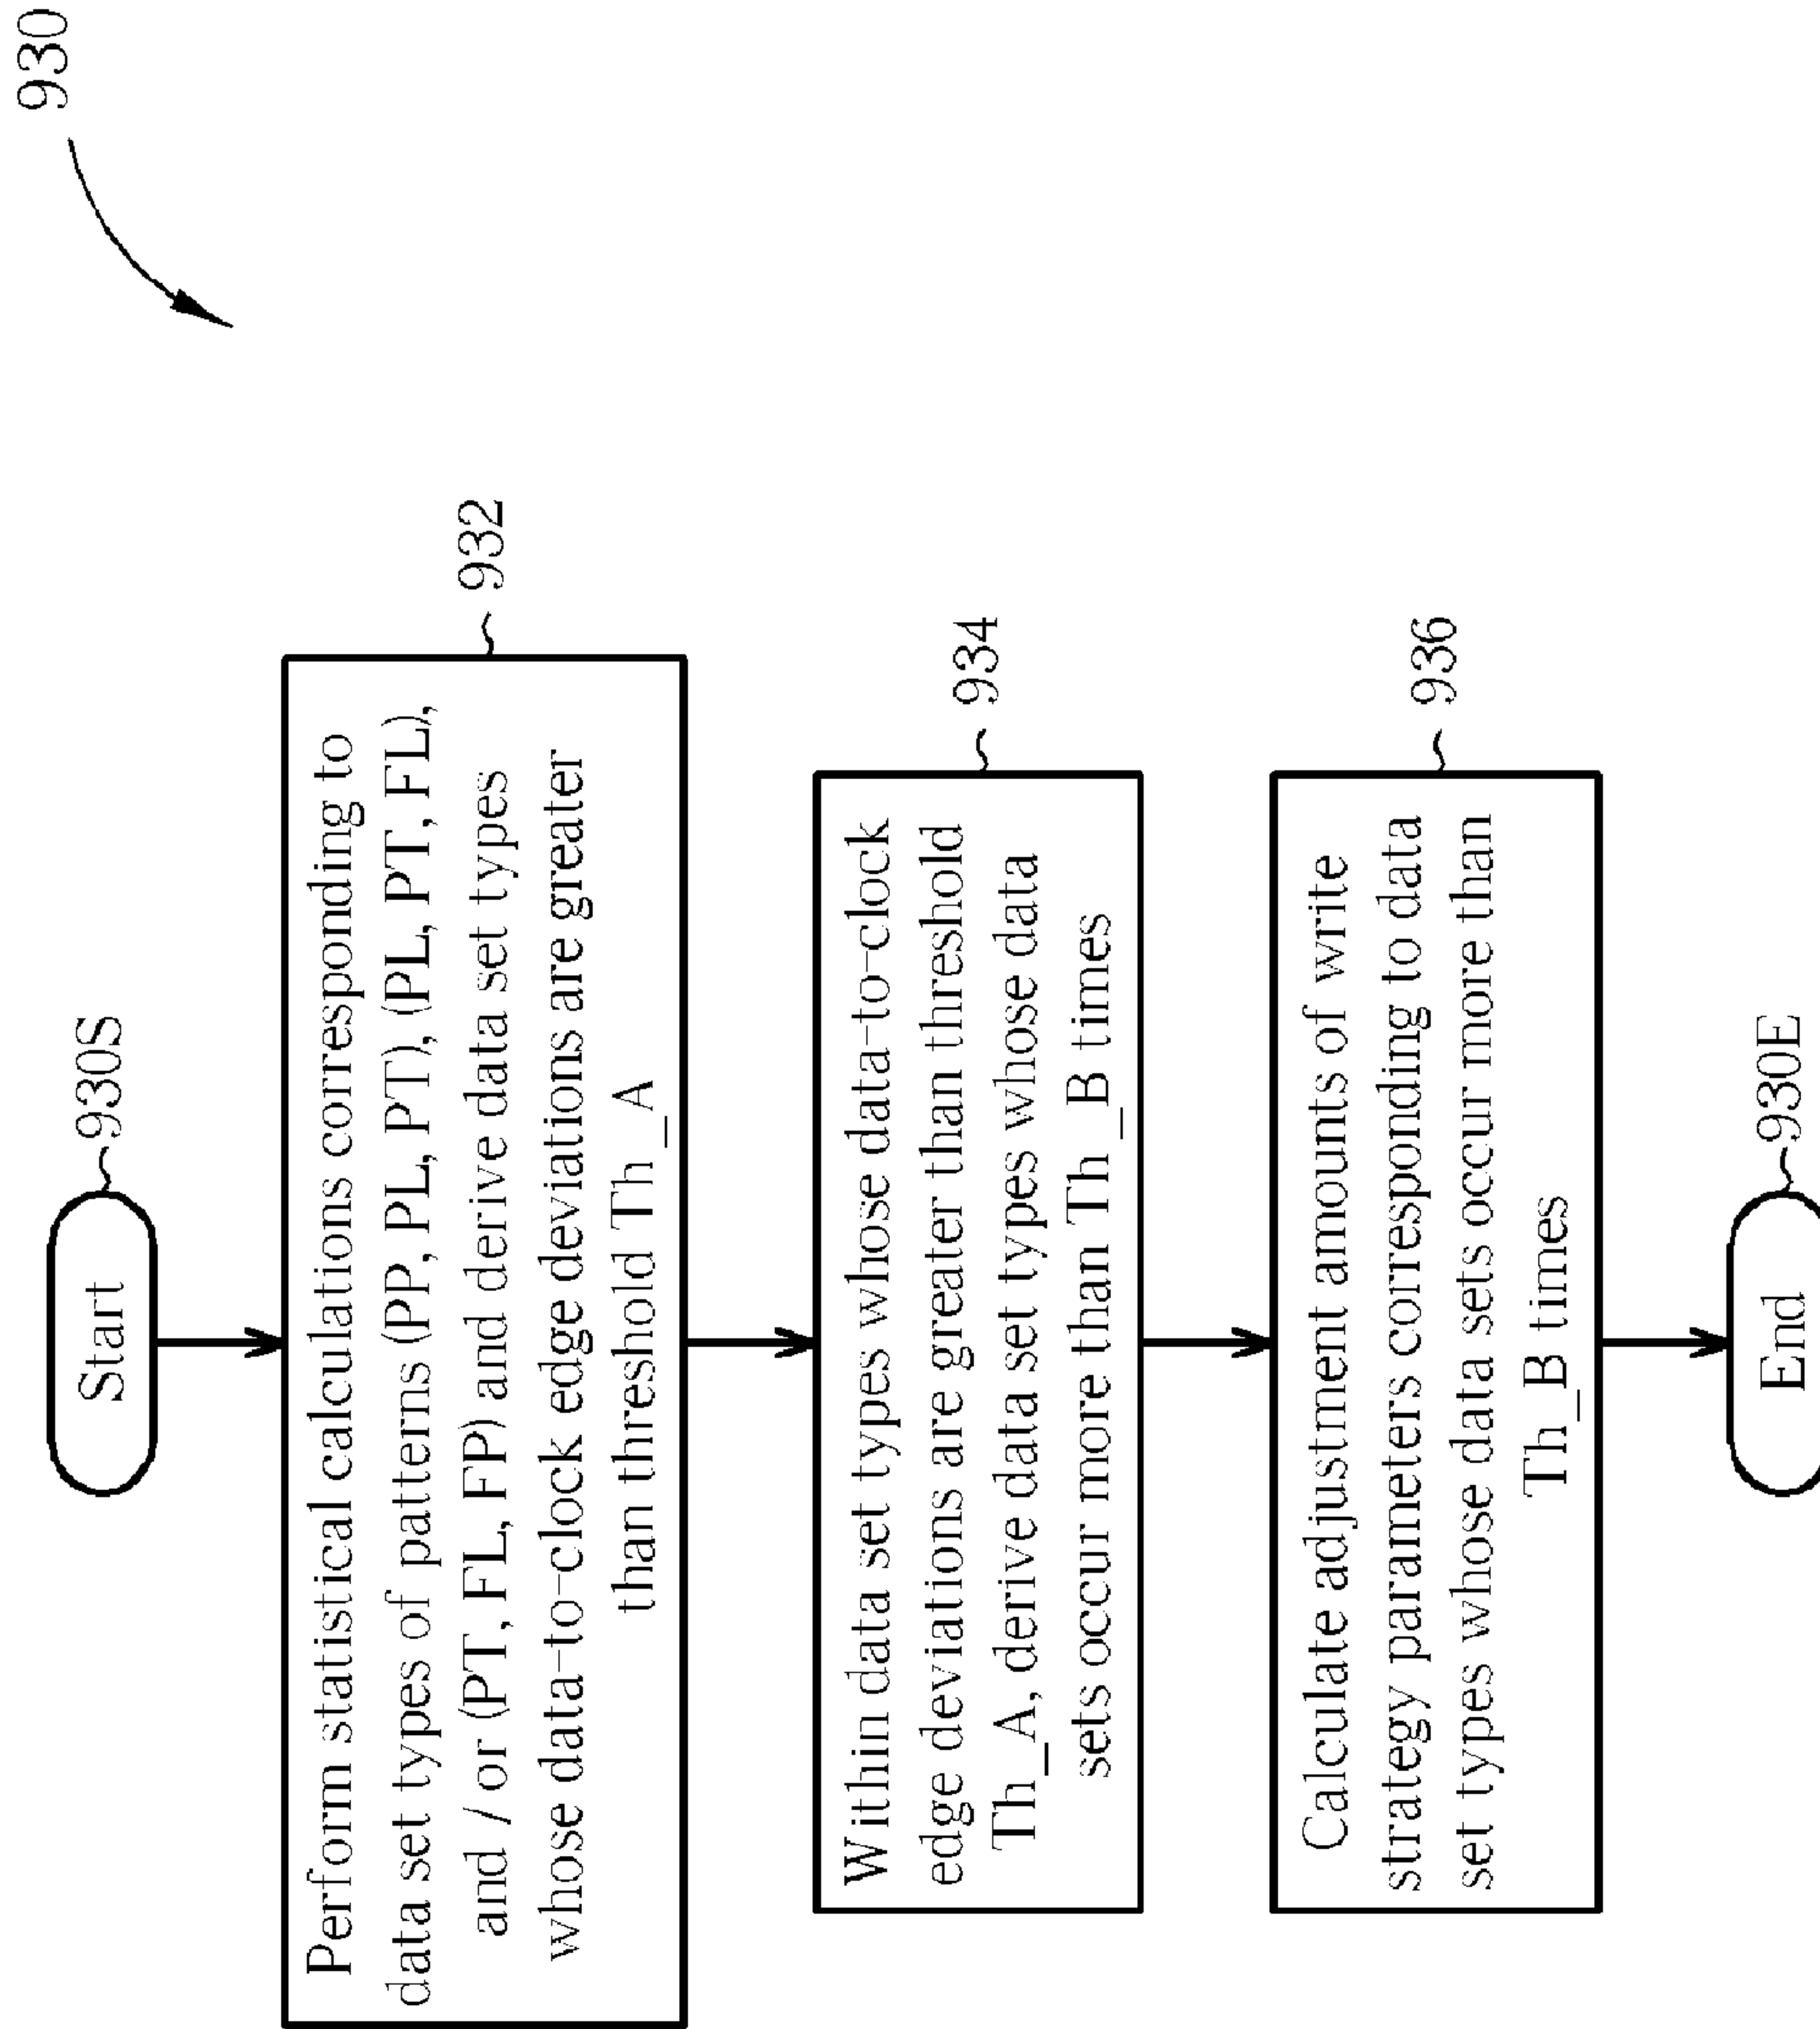 930
Start
930S
Perform statistical calculations corresponding to
data set types of patterns (PP, PL, PT), (PL, PT, FL),
and / or (PT, FL, FP) and derive data set types
whose data-to-clock edge deviations are greater
than threshold Th_A
932
Within data set types whose data-to-clock
edge deviations are greater than threshold
Th_A, derive data set types whose data
sets occur more than Th_B times
934
Calculate adjustment amounts of write
strategy parameters corresponding to data
set types whose data sets occur more than
Th_B times
936
End
930E